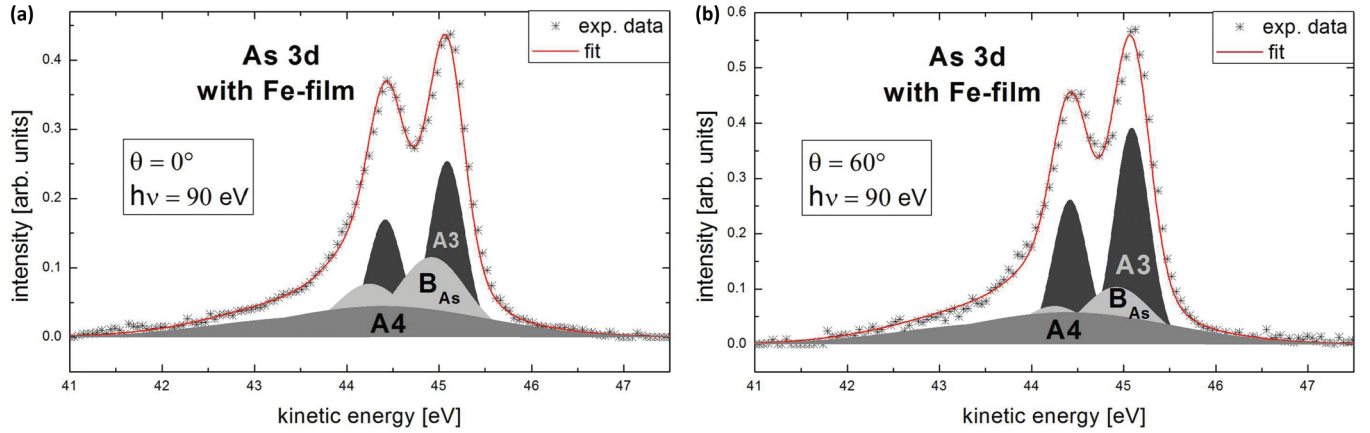 (a)
exp. data
fit
As 3d
with Fe-film
θ = 0°
hν = 90 eV
A3
B As
A4
intensity [arb. units]
0.4
0.3
0.2
0.1
0.0
41 42 43 44 45 46 47
kinetic energy [eV]
(b)
exp. data
fit
As 3d
with Fe-film
θ = 60°
hν = 90 eV
A3
B As
A4
intensity [arb. units]
0.6
0.5
0.4
0.3
0.2
0.1
0.0
41 42 43 44 45 46 47
kinetic energy [eV]